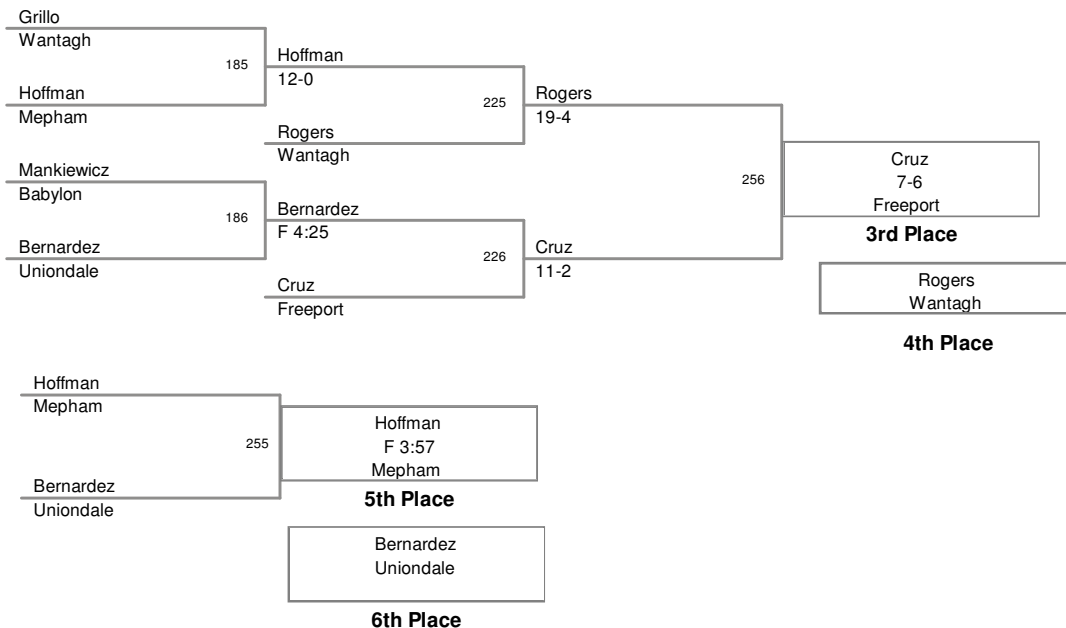 Grillo
Wantagh
185
Hoffman
12-0
Hoffman
Mepham
225
Rogers
19-4
Rogers
Wantagh
Mankiewicz
Babylon
256
Cruz
7-6
Freeport
3rd Place
186
Bernardez
F 4:25
Bernardez
Uniondale
226
Cruz
11-2
Cruz
Freeport
Rogers
Wantagh
4th Place
Hoffman
Mepham
255
Hoffman
F 3:57
Mepham
5th Place
Bernardez
Uniondale
Bernardez
Uniondale
6th Place